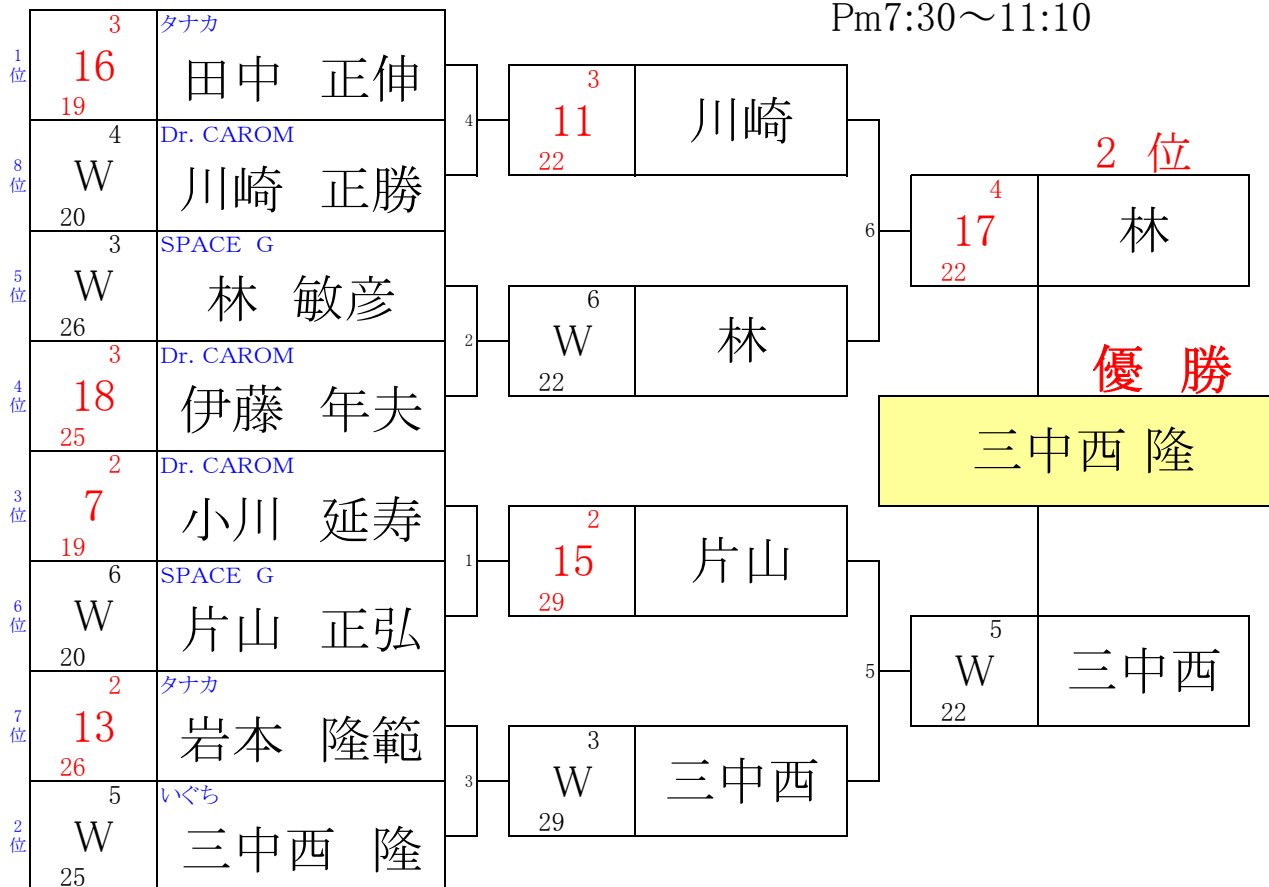 Pm7:30～11:10
1位
3
タナカ
16
田中 正伸
19
8位
4
Dr. CAROM
W
川崎 正勝
20
5位
3
SPACE G
W
林 敏彦
26
4位
3
Dr. CAROM
18
伊藤 年夫
25
3位
2
Dr. CAROM
7
小川 延寿
19
6位
6
SPACE G
W
片山 正弘
20
7位
2
タナカ
13
岩本 隆範
26
2位
5
いぐち
W
三中西 隆
25
4
3
11
川崎
22
2
6
W
林
22
1
2
15
片山
29
3
3
W
三中西
29
6
2 位
4
17
林
22
優 勝
三中西 隆
5
5
W
三中西
22